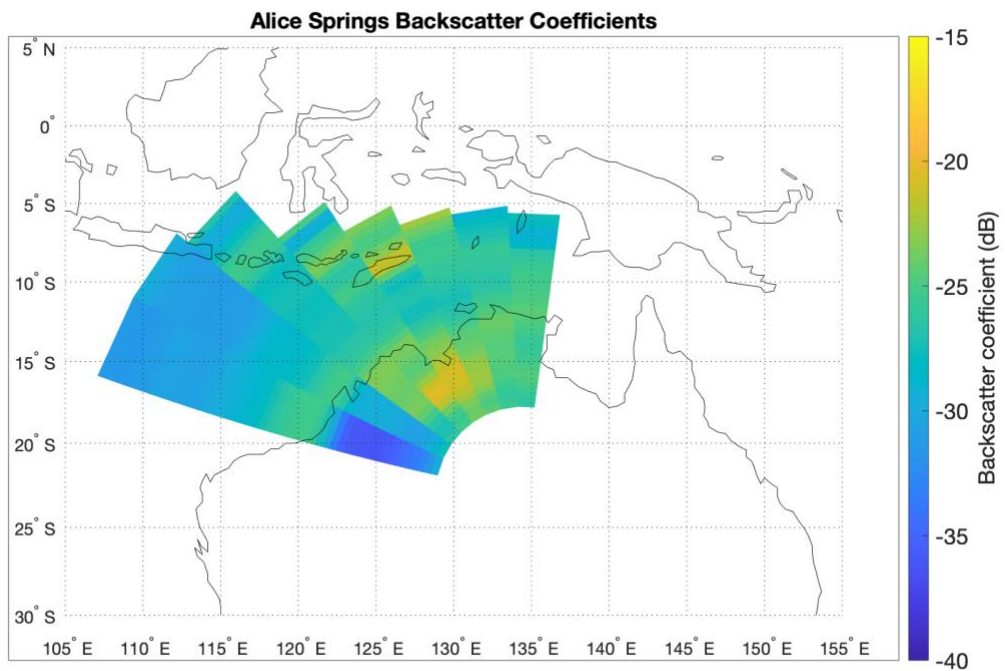 Alice Springs Backscatter Coefficients
5° N
0°
5° S
10° S
15° S
20° S
25° S
30° S
105° E 110° E 115° E 120° E 125° E 130° E 135° E 140° E 145° E 150° E 155° E
-15
-20
-25
-30
-35
-40
Backscatter coefficient (dB)